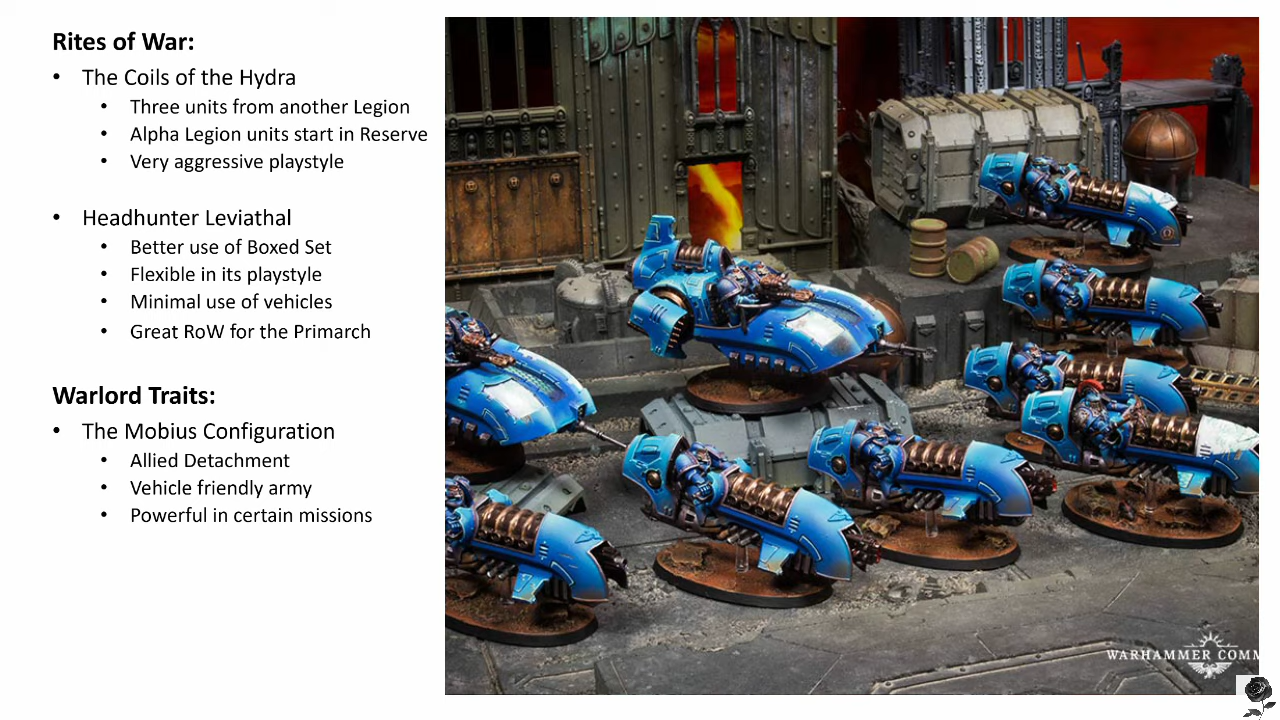 Rites of War:
• The Coils of the Hydra
• Three units from another Legion
• Alpha Legion units start in Reserve
• Very aggressive playstyle
• Headhunter Leviathal
• Better use of Boxed Set
• Flexible in its playstyle
• Minimal use of vehicles
• Great RoW for the Primarch
Warlord Traits:
• The Mobius Configuration
• Allied Detachment
• Vehicle friendly army
• Powerful in certain missions
WARHAMMER COMM